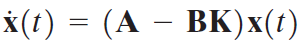 ẋ(t) = (A − BK)x(t)